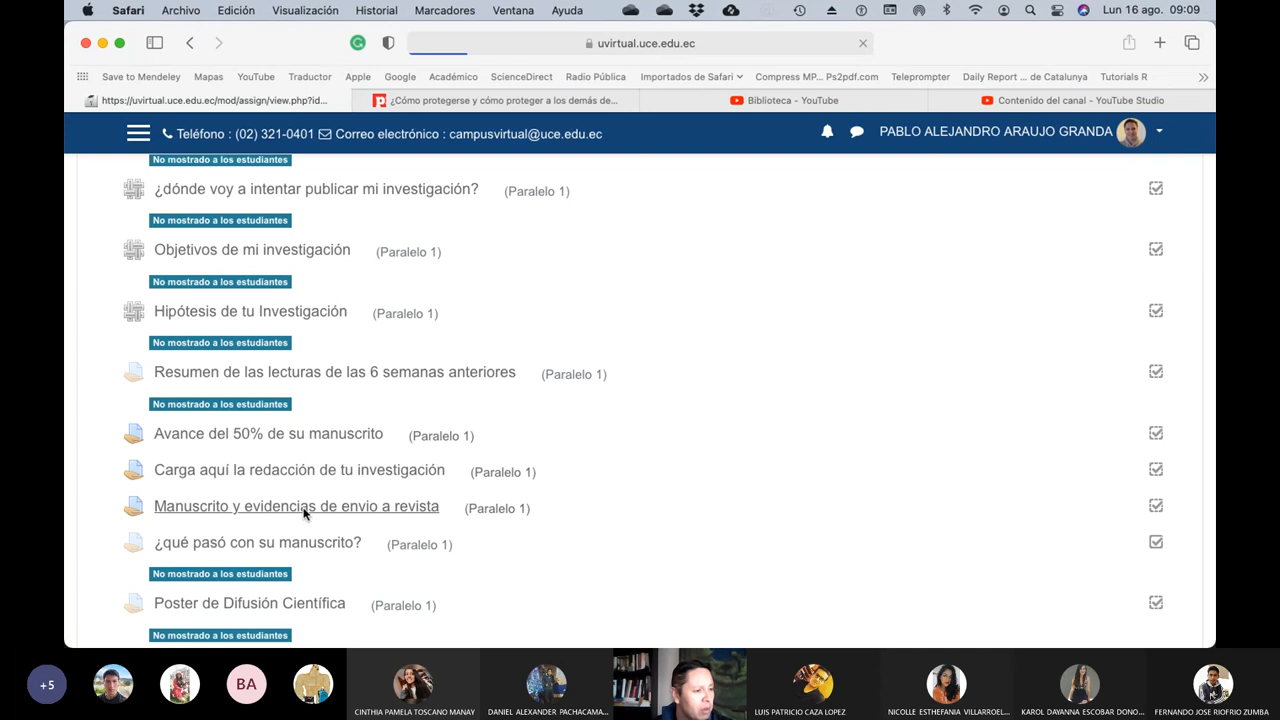 Safari Archivo Edición Visualización Historial Marcadores Ventana Ayuda Lun 16 ago. 09:09
uvirtual.uce.edu.ec
Save to Mendeley Mapas YouTube Traductor Apple Google Académico ScienceDirect Radio Pública Importados de Safari Compress MP... Ps2pdf.com Teleprompter Daily Report ... de Catalunya Tutorials R
https://uvirtual.uce.edu.ec/mod/assign/view.php?id... ¿Cómo protegerse y cómo proteger a los demás de... Biblioteca - YouTube Contenido del canal - YouTube Studio
Teléfono : (02) 321-0401 Correo electrónico : campusvirtual@uce.edu.ec PABLO ALEJANDRO ARAUJO GRANDA
No mostrado a los estudiantes
¿dónde voy a intentar publicar mi investigación? (Paralelo 1)
No mostrado a los estudiantes
Objetivos de mi investigación (Paralelo 1)
No mostrado a los estudiantes
Hipótesis de tu Investigación (Paralelo 1)
No mostrado a los estudiantes
Resumen de las lecturas de las 6 semanas anteriores (Paralelo 1)
No mostrado a los estudiantes
Avance del 50% de su manuscrito (Paralelo 1)
Carga aquí la redacción de tu investigación (Paralelo 1)
Manuscrito y evidencias de envio a revista (Paralelo 1)
¿qué pasó con su manuscrito? (Paralelo 1)
No mostrado a los estudiantes
Poster de Difusión Científica (Paralelo 1)
No mostrado a los estudiantes
+5 BA
CINTHIA PAMELA TOSCANO MANAY DANIEL ALEXANDER PACHACAMA... LUIS PATRICIO CAZA LOPEZ NICOLLE ESTHEFANIA VILLARROEL... KAROL DAYANNA ESCOBAR DONO... FERNANDO JOSE RIOFRIO ZUMBA